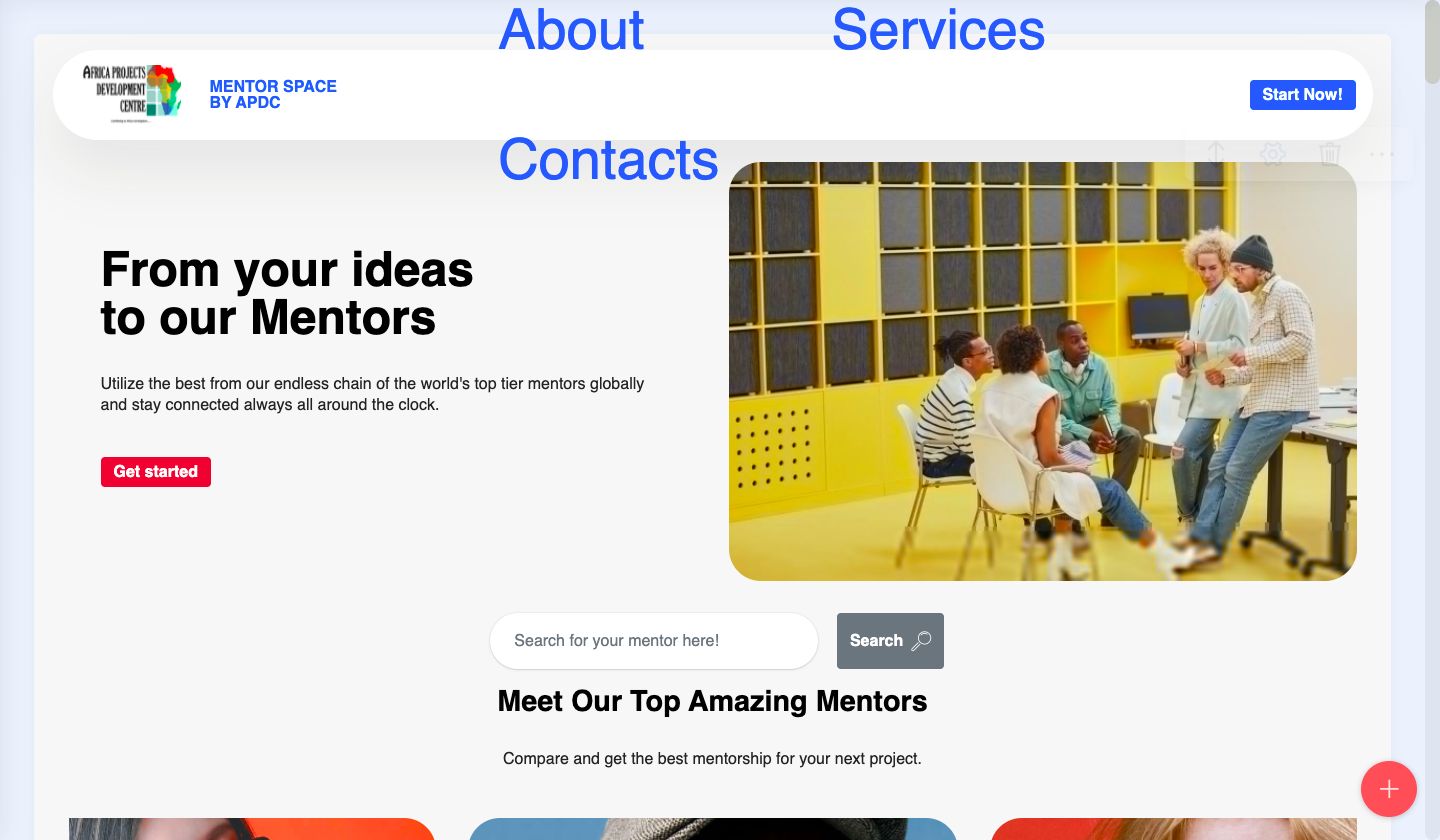 About
Services
AFRICA PROJECTS
DEVELOPMENT
CENTRE
MENTOR SPACE
BY APDC
Start Now!
Contacts
From your ideas
to our Mentors
Utilize the best from our endless chain of the world's top tier mentors globally
and stay connected always all around the clock.
Get started
Search for your mentor here!
Search
Meet Our Top Amazing Mentors
Compare and get the best mentorship for your next project.